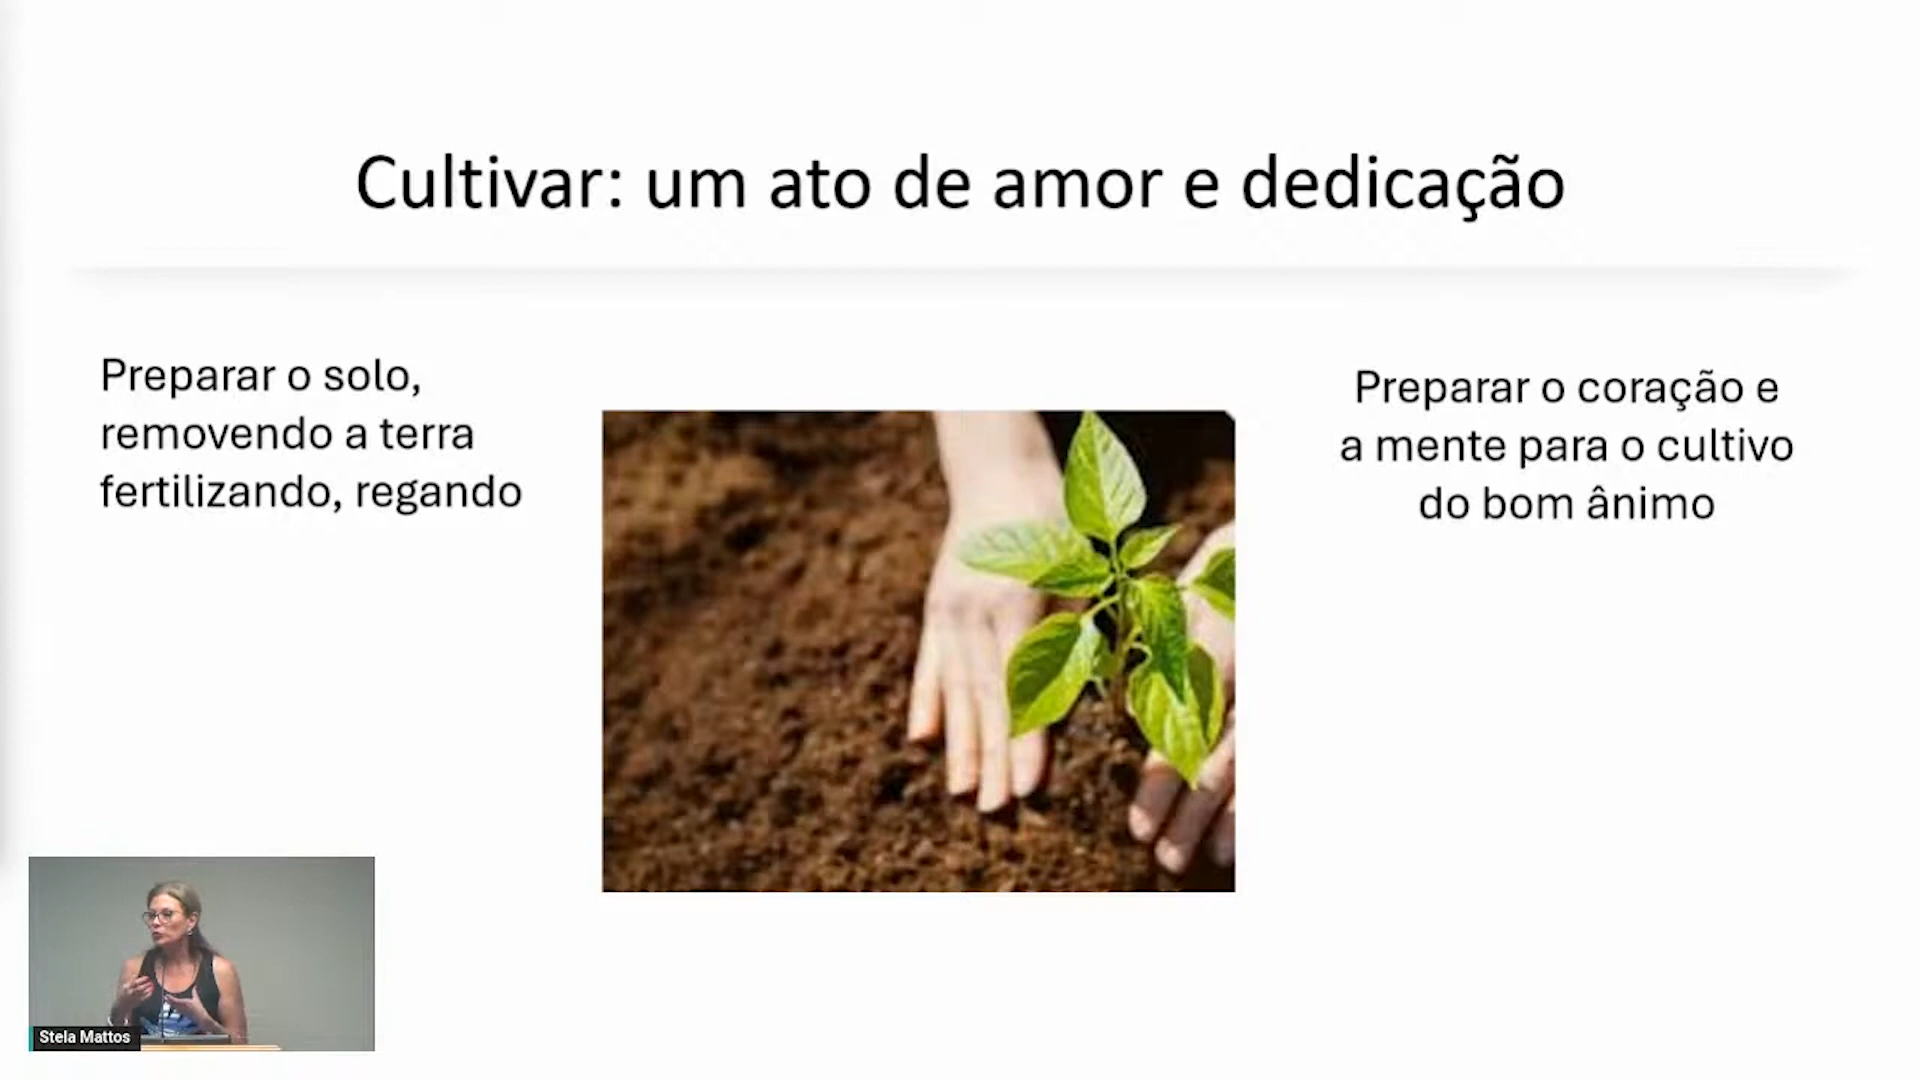 Cultivar: um ato de amor e dedicação
Preparar o solo,
removendo a terra
fertilizando, regando
Preparar o coração e
a mente para o cultivo
do bom ânimo
Stela Mattos